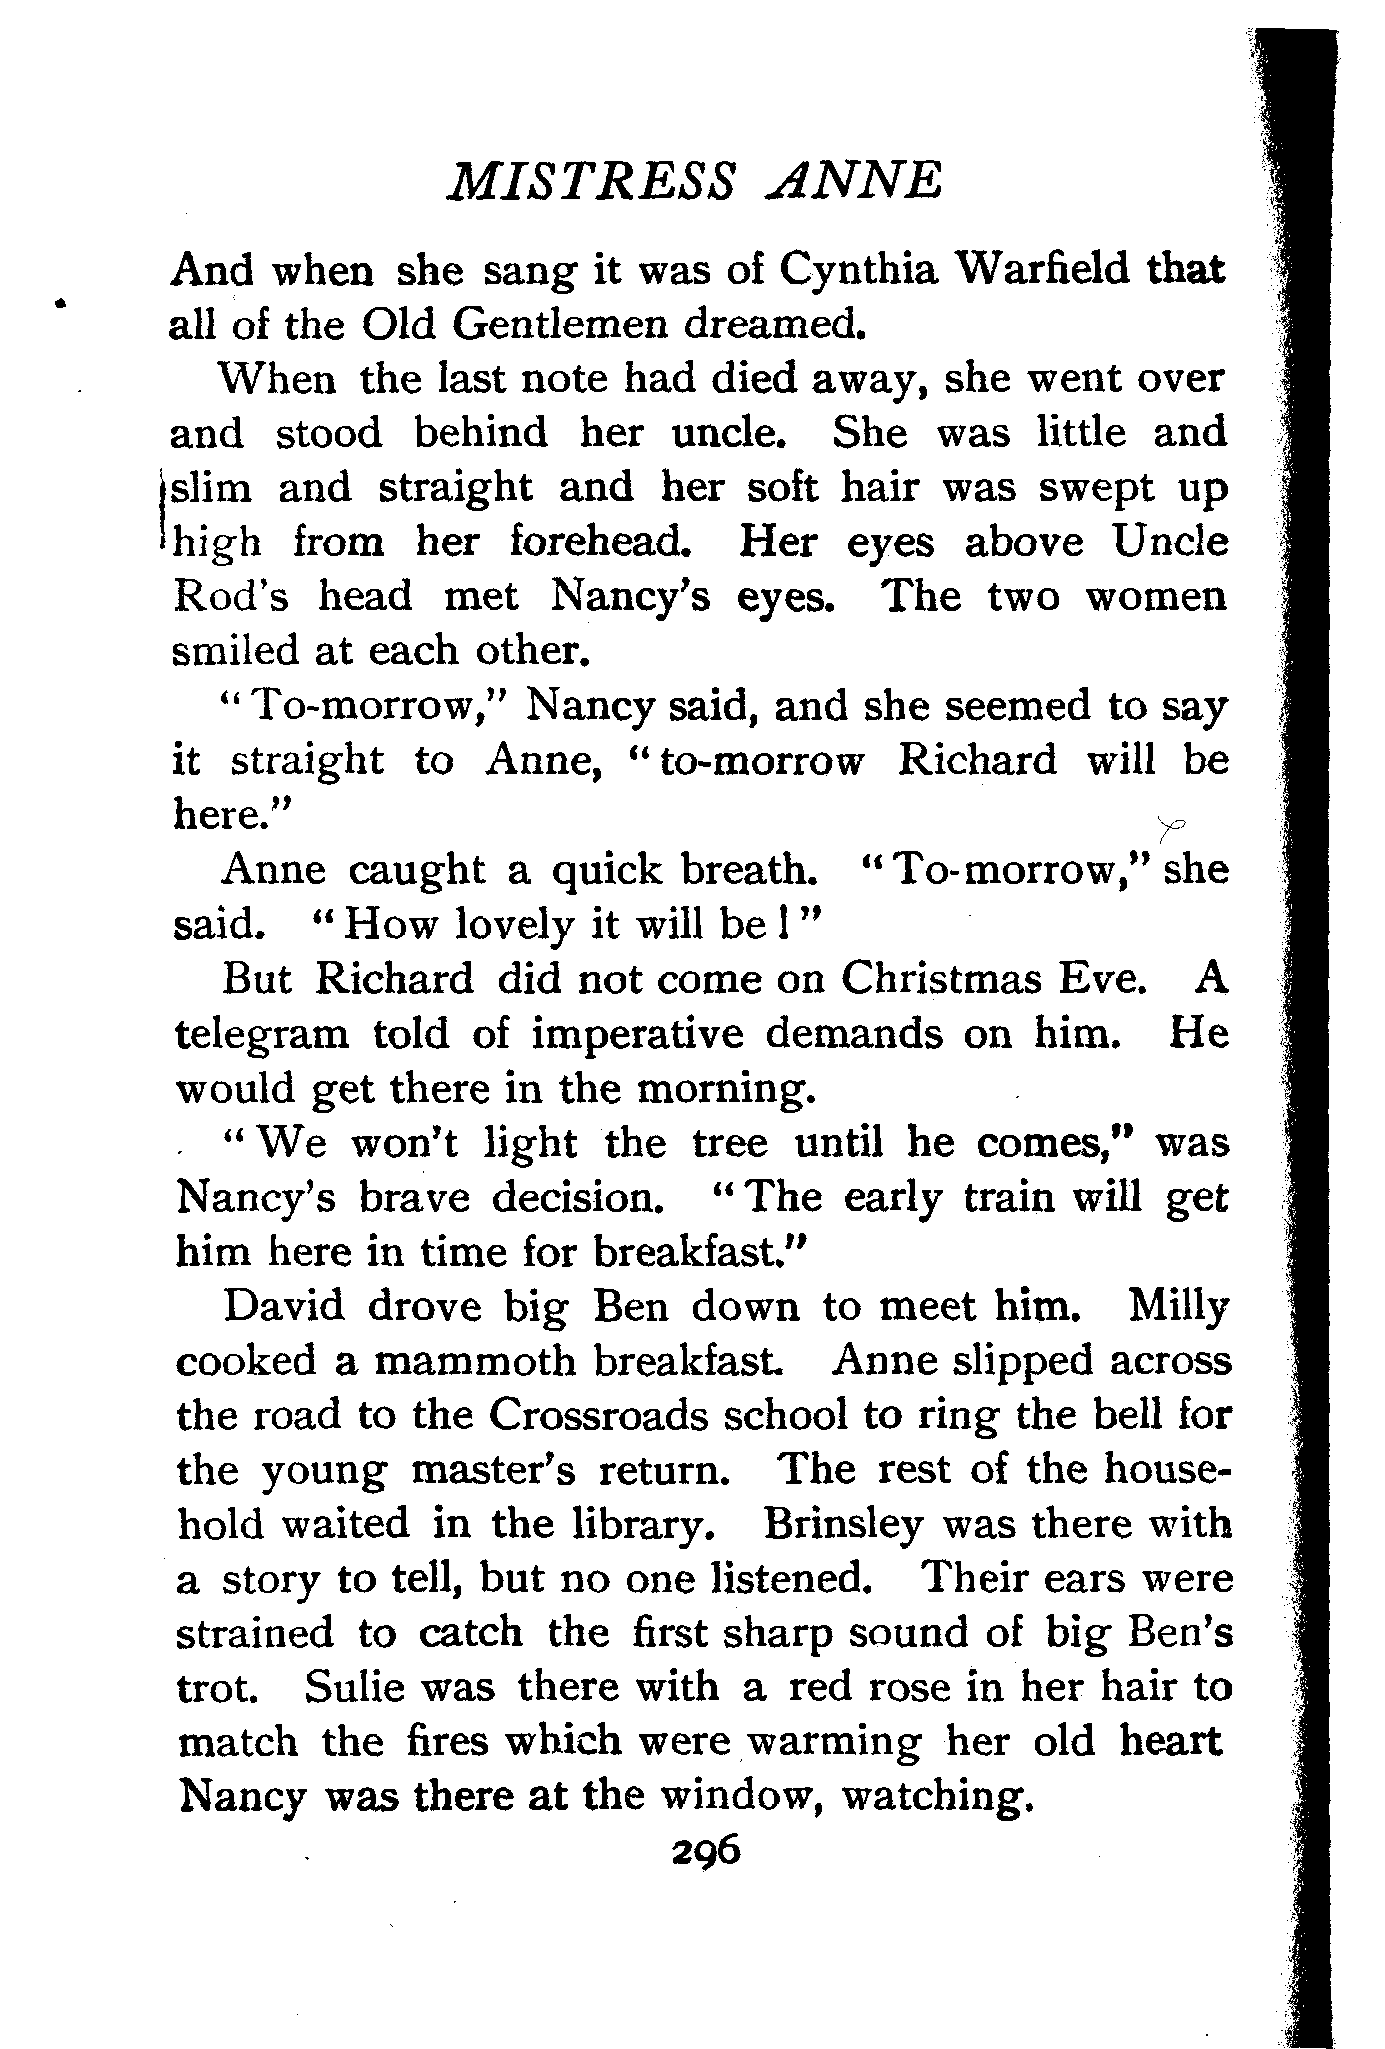 MISTRESS ANNE
And when she sang it was of Cynthia Warfield that
all of the Old Gentlemen dreamed.
When the last note had died away, she went over
and stood behind her uncle. She was little and
slim and straight and her soft hair was swept up
high from her forehead. Her eyes above Uncle
Rod's head met Nancy's eyes. The two women
smiled at each other.
"To-morrow," Nancy said, and she seemed to say
it straight to Anne, "to-morrow Richard will be
here."
Anne caught a quick breath. "To-morrow," she
said. "How lovely it will be!"
But Richard did not come on Christmas Eve. A
telegram told of imperative demands on him. He
would get there in the morning.
"We won't light the tree until he comes," was
Nancy's brave decision. "The early train will get
him here in time for breakfast."
David drove big Ben down to meet him. Milly
cooked a mammoth breakfast. Anne slipped across
the road to the Crossroads school to ring the bell for
the young master's return. The rest of the house-
hold waited in the library. Brinsley was there with
a story to tell, but no one listened. Their ears were
strained to catch the first sharp sound of big Ben's
trot. Sulie was there with a red rose in her hair to
match the fires which were warming her old heart
Nancy was there at the window, watching.
296